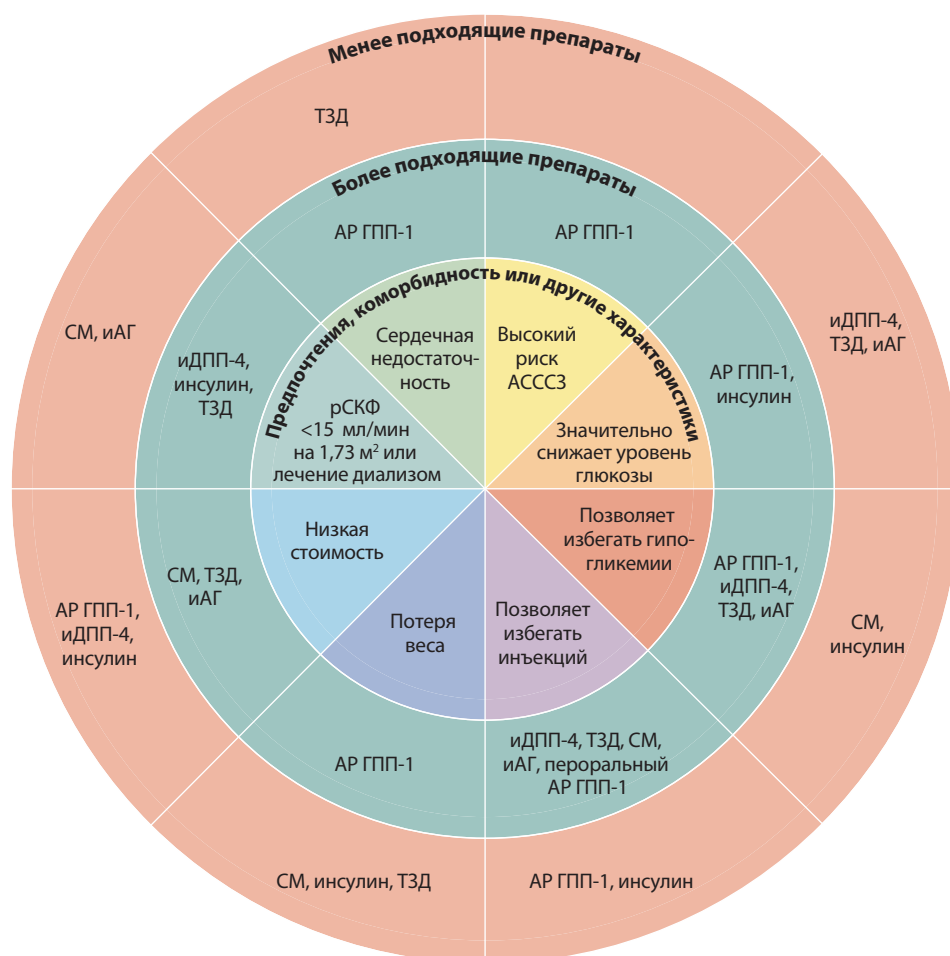 Менее подходящие препараты
ТЗД
Более подходящие препараты
АР ГПП-1
АР ГПП-1
Предпочтения, коморбидность или другие характеристики
СМ, иАГ
иДПП-4,
инсулин,
ТЗД
Сердечная
недостаточ-
ность
Высокий
риск
АССЗ
АР ГПП-1,
инсулин
иДПП-4,
ТЗД, иАГ
рСКФ
<15 мл/мин
на 1,73 м² или
лечение диализом
Значительно
снижает уровень
глюкозы
АР ГПП-1,
иДПП-4,
инсулин
СМ, ТЗД,
иАГ
Низкая
стоимость
Позволяет
избегать гипо-
гликемии
АР ГПП-1,
иДПП-4,
ТЗД, иАГ
СМ,
инсулин
Потеря
веса
Позволяет
избегать
инъекций
АР ГПП-1
иДПП-4, ТЗД, СМ,
иАГ, пероральный
АР ГПП-1
СМ, инсулин, ТЗД
АР ГПП-1, инсулин